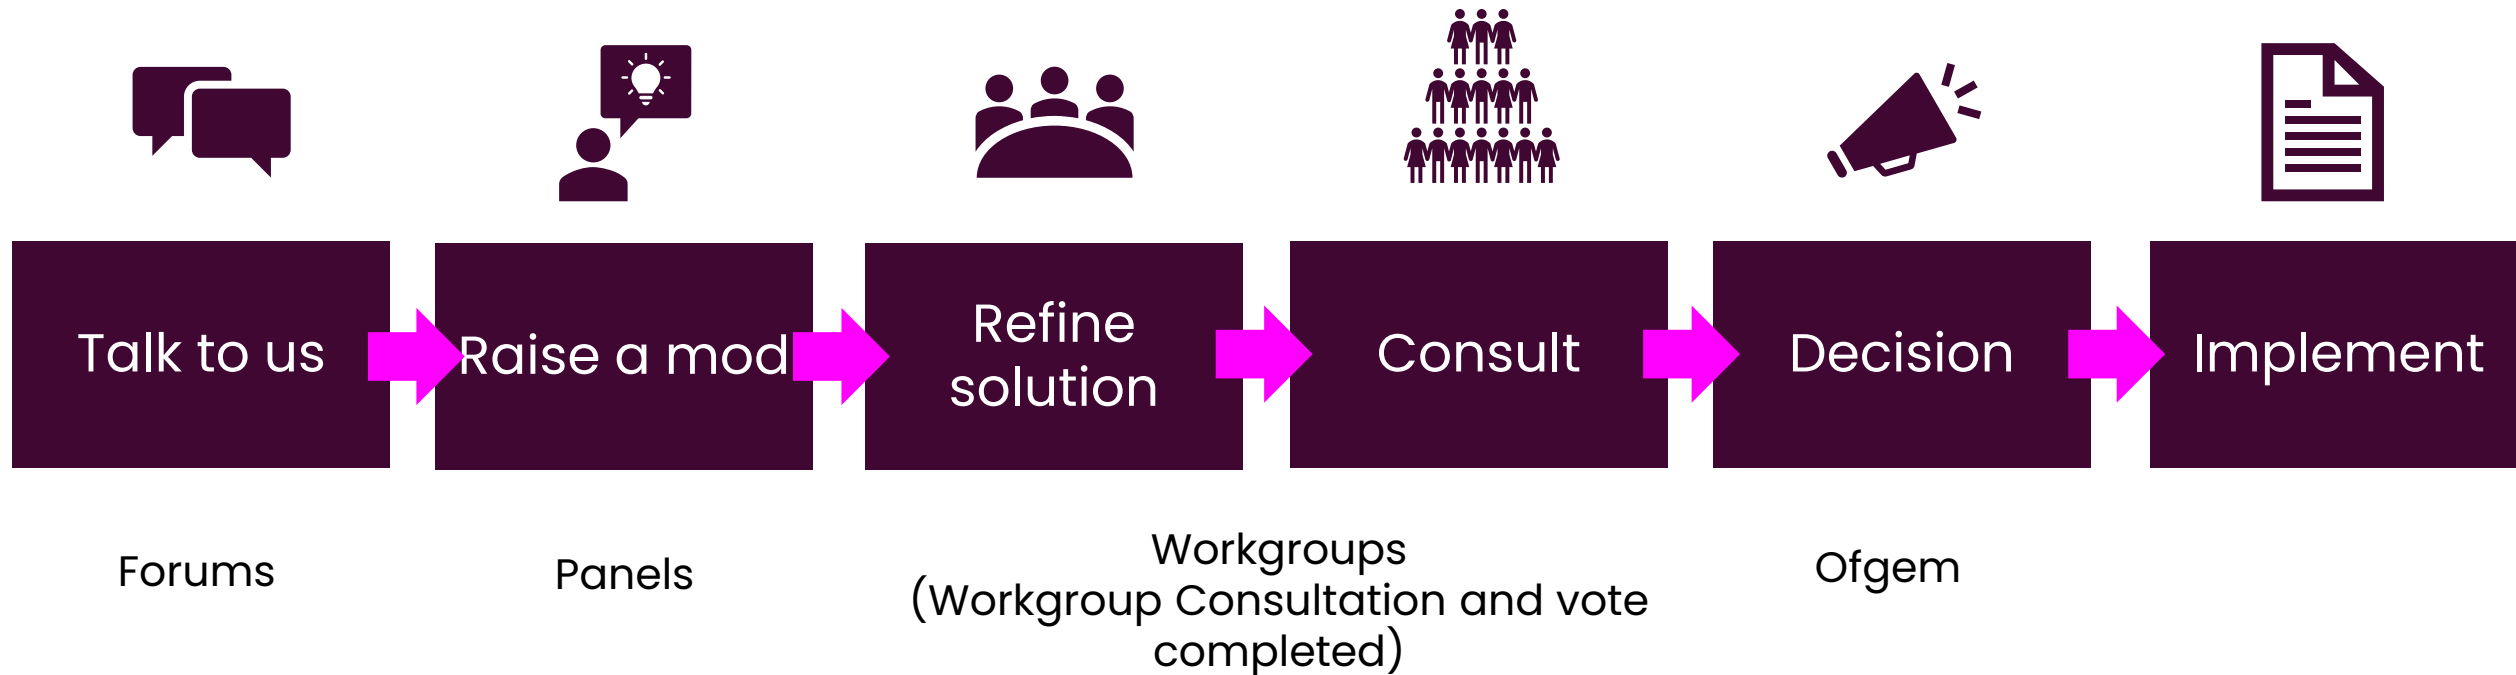 Talk to us
Raise a mod
Refine
solution
Consult
Decision
Implement
Forums
Panels
Workgroups
(Workgroup Consultation and vote
completed)
Ofgem